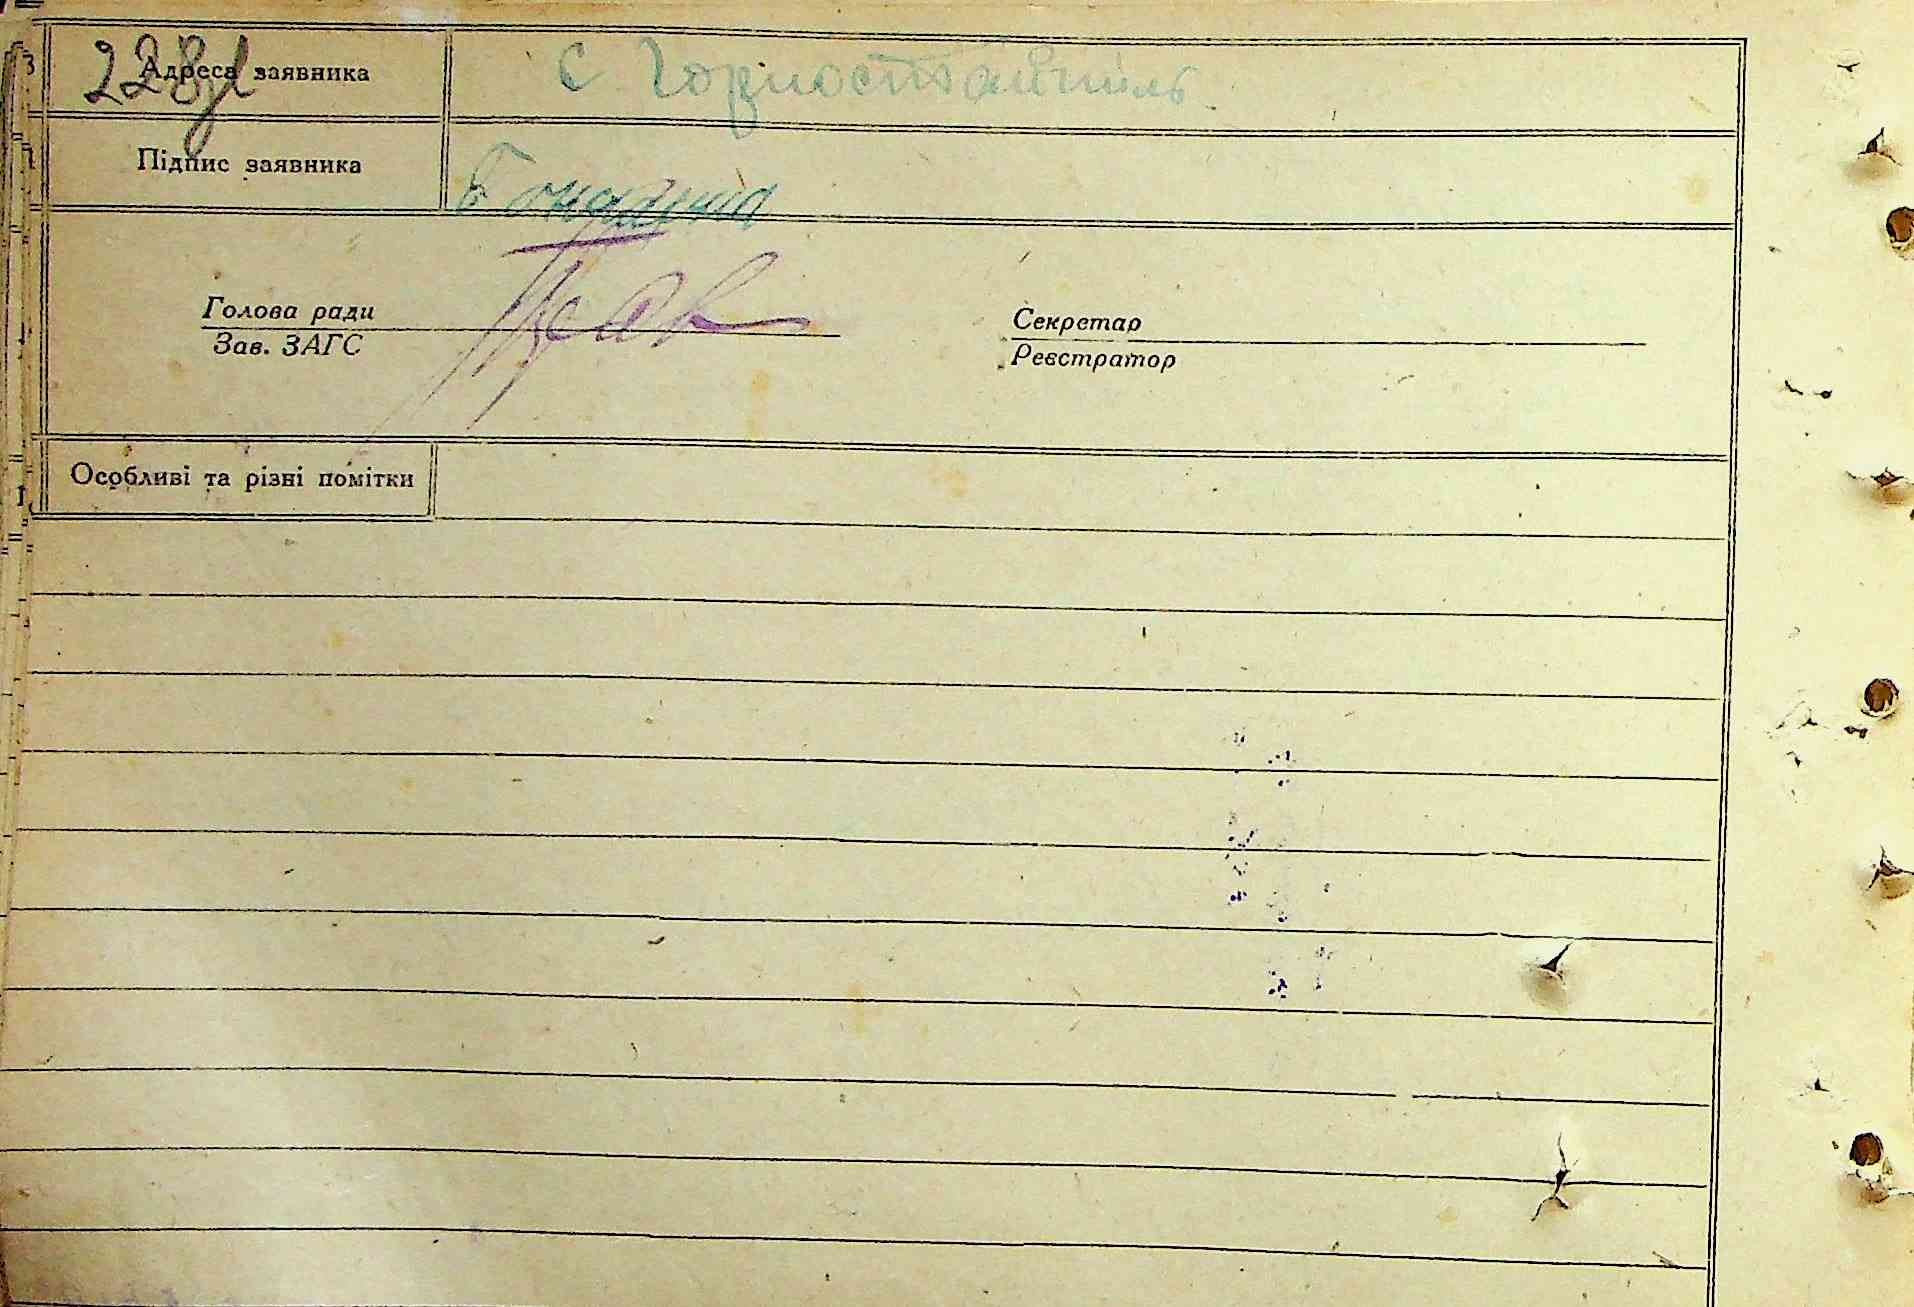 228
Адреса заявника с Горностайпіль
Підпис заявника
Голова ради
Зав. ЗАГС
Секретар
Реєстратор
Особливі та різні помітки